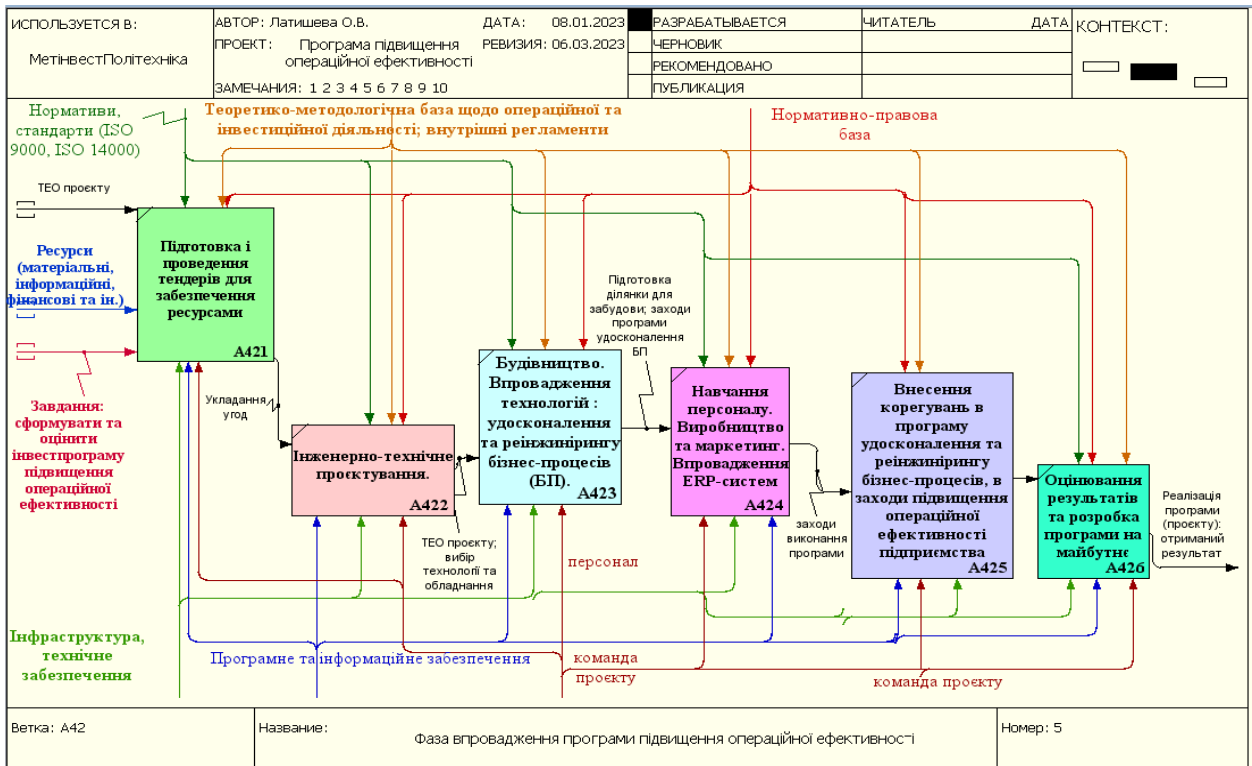 ИСПОЛЬЗУЕТСЯ В:
МетінвестПолітехніка
АВТОР: Латишева О.В.
ДАТА: 08.01.2023
ПРОЕКТ: Програма підвищення
операційної ефективності
РЕВИЗИЯ: 06.03.2023
ЗАМЕЧАНИЯ: 1 2 3 4 5 6 7 8 9 10
РАЗРАБАТЫВАЕТСЯ
ЧЕРНОВИК
РЕКОМЕНДОВАНО
ПУБЛИКАЦИЯ
ЧИТАТЕЛЬ ДАТА
КОНТЕКСТ:
Нормативи,
стандарти (ISO
9000, ISO 14000)
Теоретико-методологічна база щодо операційної та
інвестиційної діяльності; внутрішні регламенти
Нормативно-правова
база
ТЕО проєкту
Ресурси
(матеріальні,
інформаційні,
фінансові та ін.)
Завдання:
сформувати та
оцінити
інвестпрограму
підвищення
операційної
ефективності
Підготовка і
проведення
тендерів для
забезпечення
ресурсами
А421
Укладання
угод
Інженерно-технічне
проєктування.
А422
ТЕО проєкту;
вибір
технології та
обладнання
Будівництво.
Впровадження
технологій :
удосконалення
та реінжинірингу
бізнес-процесів
(БП).
А423
Підготовка
ділянки для
забудови; заходи
програми
удосконалення
БП
Навчання
персоналу.
Виробництво
та маркетинг.
Впровадження
ERP-систем
А424
заходи
виконання
програми
Внесення
корегувань в
програму
удосконалення та
реінжинірингу
бізнес-процесів, в
заходи підвищення
операційної
ефективності
підприємства
А425
Оцінювання
результатів
та розробка
програми на
майбутнє
А426
Реалізація
програми
(проєкту):
отриманий
результат
персонал
Інфраструктура,
технічне
забезпечення
Програмне та інформаційне забезпечення
команда
проєкту
команда проєкту
Ветка: А42
Название:
Фаза впровадження програми підвищення операційної ефективності
Номер: 5